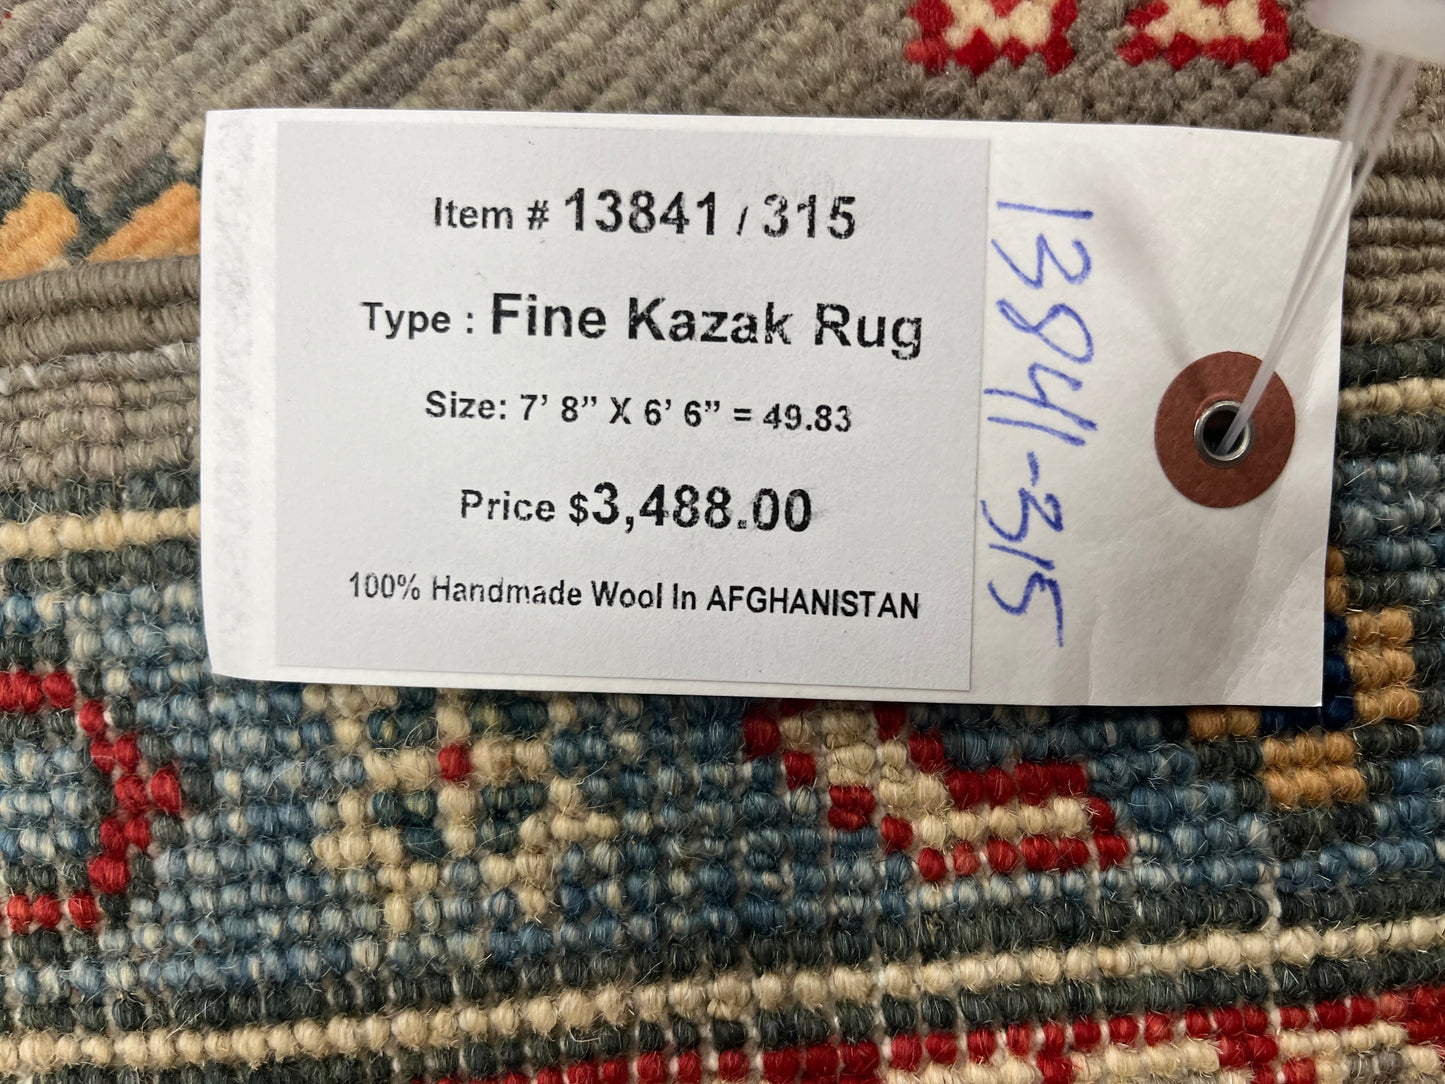 Item # 13841 / 315
Type : Fine Kazak Rug
Size: 7’ 8” X 6’ 6” = 49.83
Price $3,488.00
100% Handmade Wool In AFGHANISTAN
13841-315